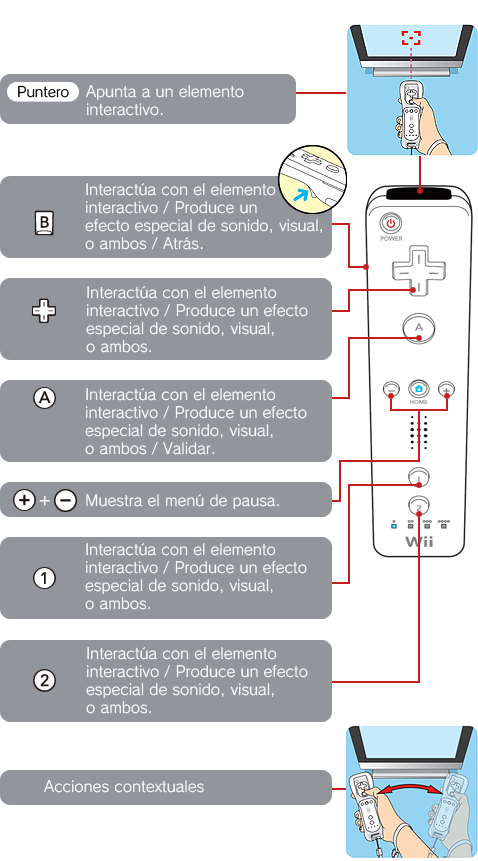 Puntero Apunta a un elemento
interactivo.
Interactúa con el elemento
interactivo / Produce un
efecto especial de sonido, visual,
o ambos / Atrás.
B
POWER
Interactúa con el elemento
interactivo / Produce un efecto
especial de sonido, visual,
o ambos.
A
A
Interactúa con el elemento
interactivo / Produce un efecto
especial de sonido, visual,
o ambos / Validar.
HOME
+ + − Muestra el menú de pausa.
1
2
Wii
1
Interactúa con el elemento
interactivo / Produce un efecto
especial de sonido, visual,
o ambos.
2
Interactúa con el elemento
interactivo / Produce un efecto
especial de sonido, visual,
o ambos.
Acciones contextuales